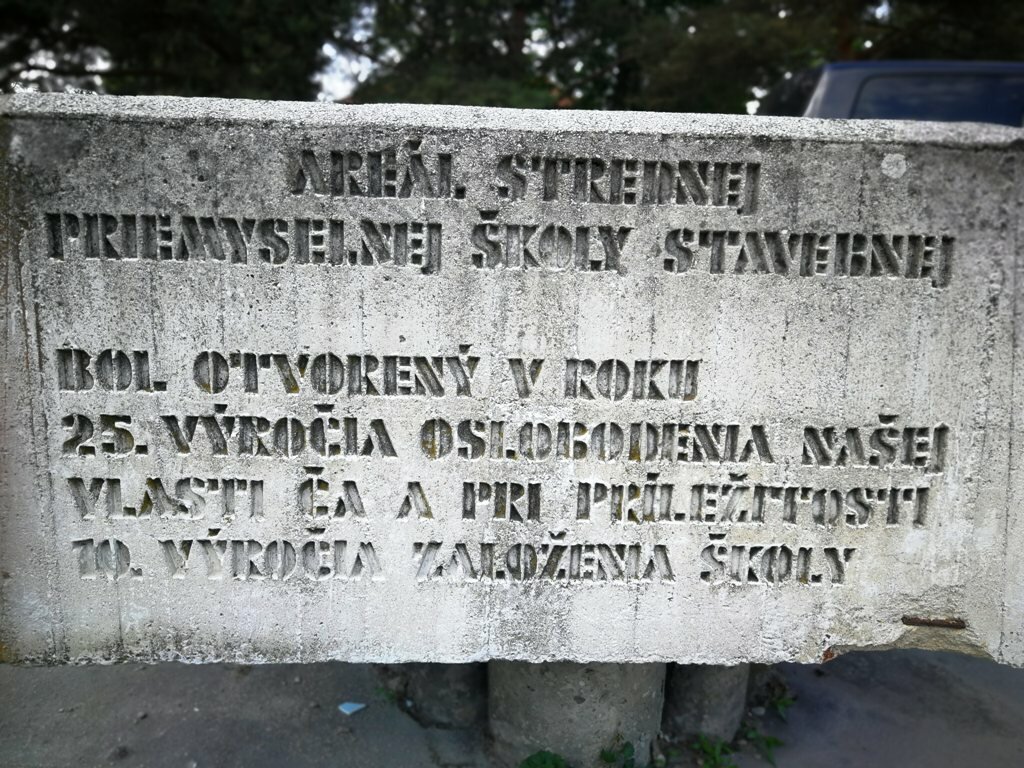 AREÁL STREDNEJ
PRIEMYSELNEJ ŠKOLY STAVEBNEJ
BOL OTVORENÝ V ROKU
25. VÝROČIA OSLOBODENIA NAŠEJ
VLASTI ČA A PRI PRÍLEŽITOSTI
10. VÝROČIA ZALOŽENIA ŠKOLY